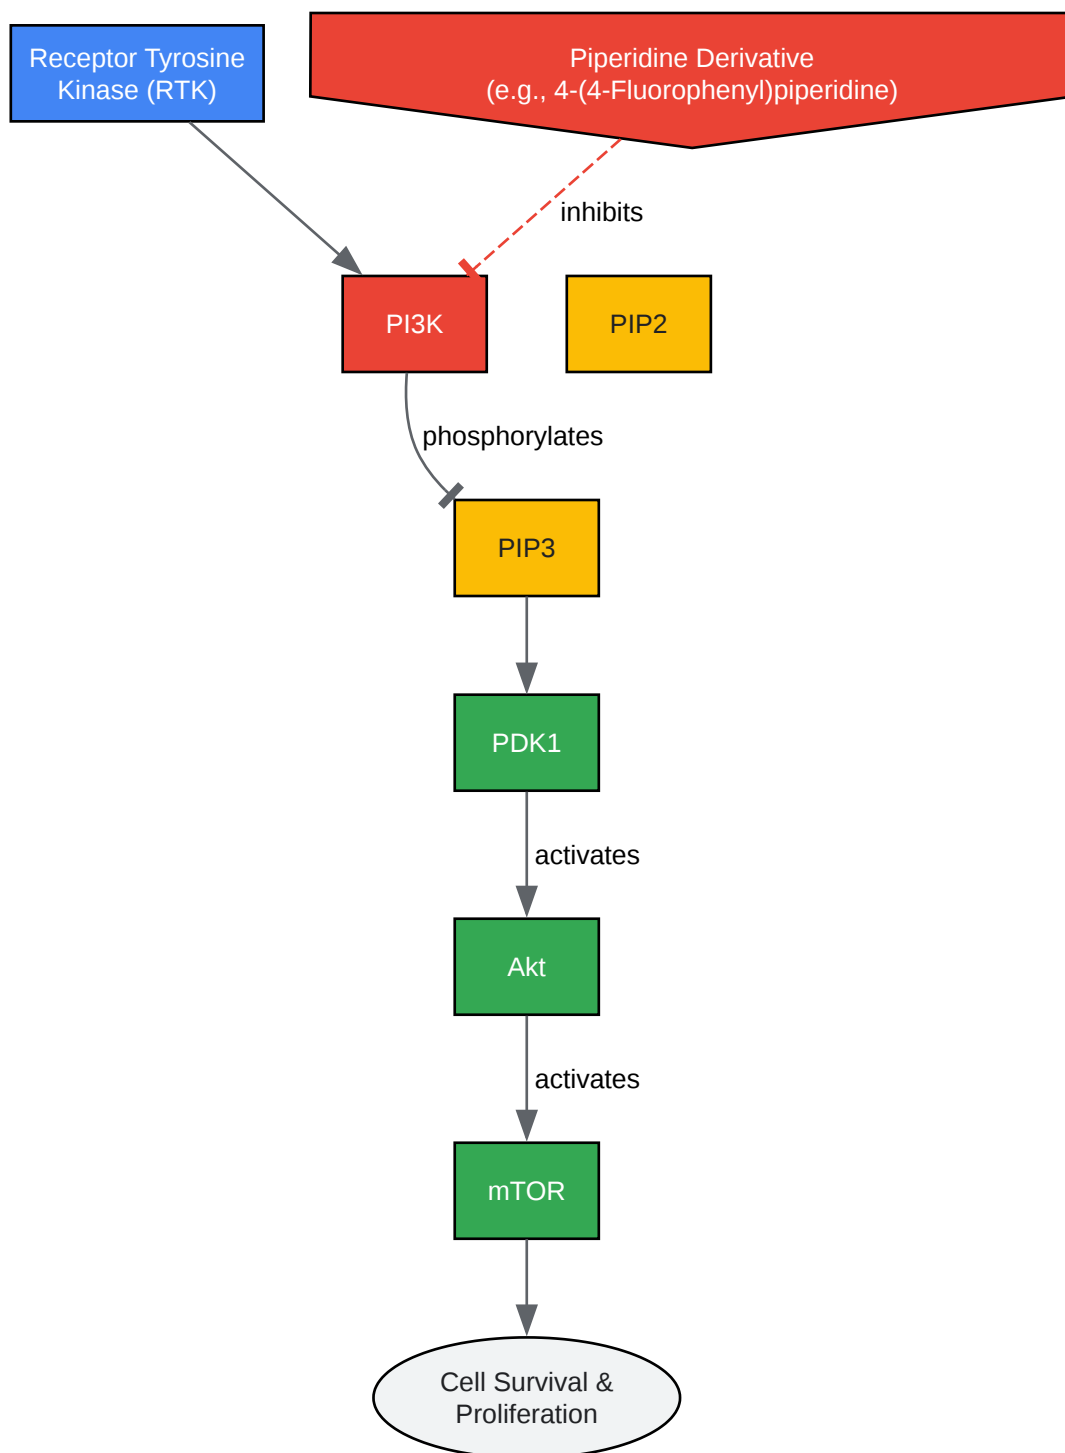 Receptor Tyrosine
Kinase (RTK)
Piperidine Derivative
(e.g., 4-(4-Fluorophenyl)piperidine)
inhibits
PI3K
PIP2
phosphorylates
PIP3
PDK1
activates
Akt
activates
mTOR
Cell Survival &
Proliferation